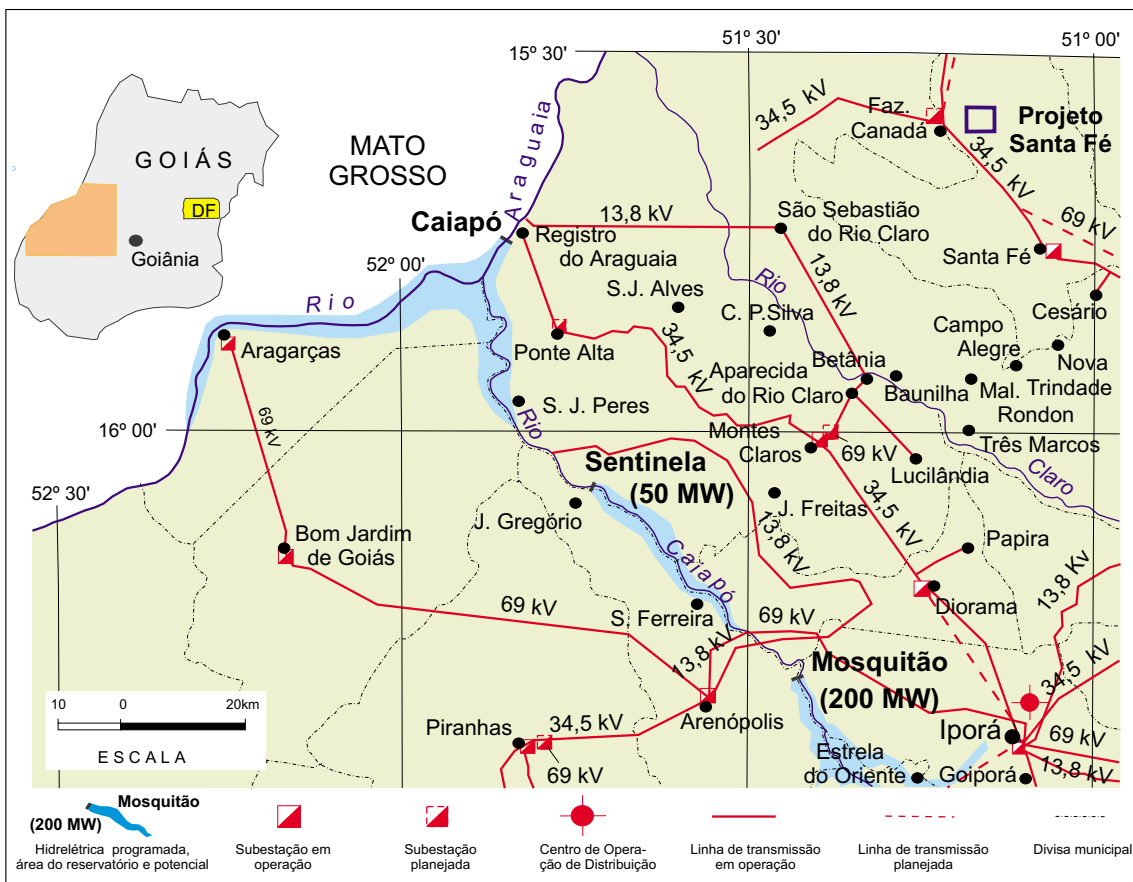 51º 30'
51º 00'
15º 30'
GOIÁS
DF
Goiânia
MATO
GROSSO
Rio
Araguaia
Caiapó
52º 00'
Registro
do Araguaia
13,8 kV
São Sebastião
do Rio Claro
34,5 kV
Faz.
Canadá
Projeto
Santa Fé
34,5 kV
69 kV
Santa Fé
Cesário
S.J. Alves
Rio
C. P.Silva
13,8 kV
Campo
Alegre
Nova
Trindade
Aragarças
Ponte Alta
34,5 kV
Betânia
Aparecida
do Rio Claro
Baunilha
Mal.
Rondon
69 kV
S. J. Peres
Rio
16º 00'
Montes
Claros
69 kV
Três Marcos
Lucilândia
Claro
Sentinela
(50 MW)
52º 30'
J. Gregório
J. Freitas
34,5 kV
13,8 kV
Bom Jardim
de Goiás
Papira
Caiapó
Diorama
13,8 Kv
69 kV
S. Ferreira
69 kV
13,8 kV
Mosquitão
(200 MW)
34,5 kV
10
0
20km
ESCALA
Arenópolis
Piranhas
34,5 kV
69 kV
Iporá
69 kV
13,8 kV
Estrela
do Oriente
Goiporá
Mosquitão
(200 MW)
Hidrelétrica programada,
área do reservatório e potencial
Subestação em
operação
Subestação
planejada
Centro de Opera-
ção de Distribuição
Linha de transmissão
em operação
Linha de transmissão
planejada
Divisa municipal